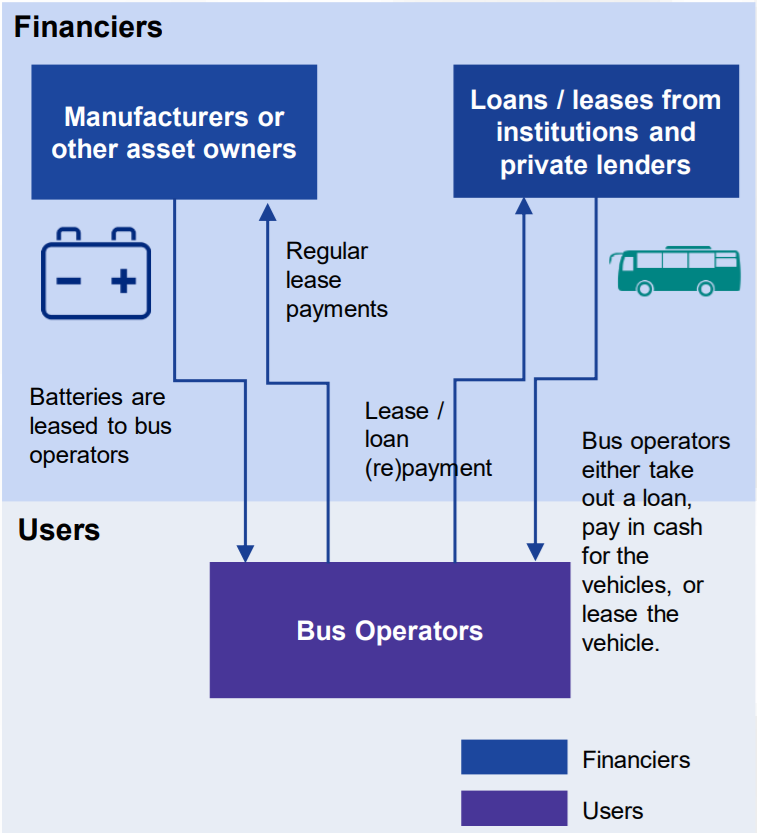 Financiers
Manufacturers or
other asset owners
Loans / leases from
institutions and
private lenders
Regular
lease
payments
Batteries are
leased to bus
operators
Lease /
loan
(re)payment
Bus operators
either take
out a loan,
pay in cash
for the
vehicles, or
lease the
vehicle.
Users
Bus Operators
Financiers
Users